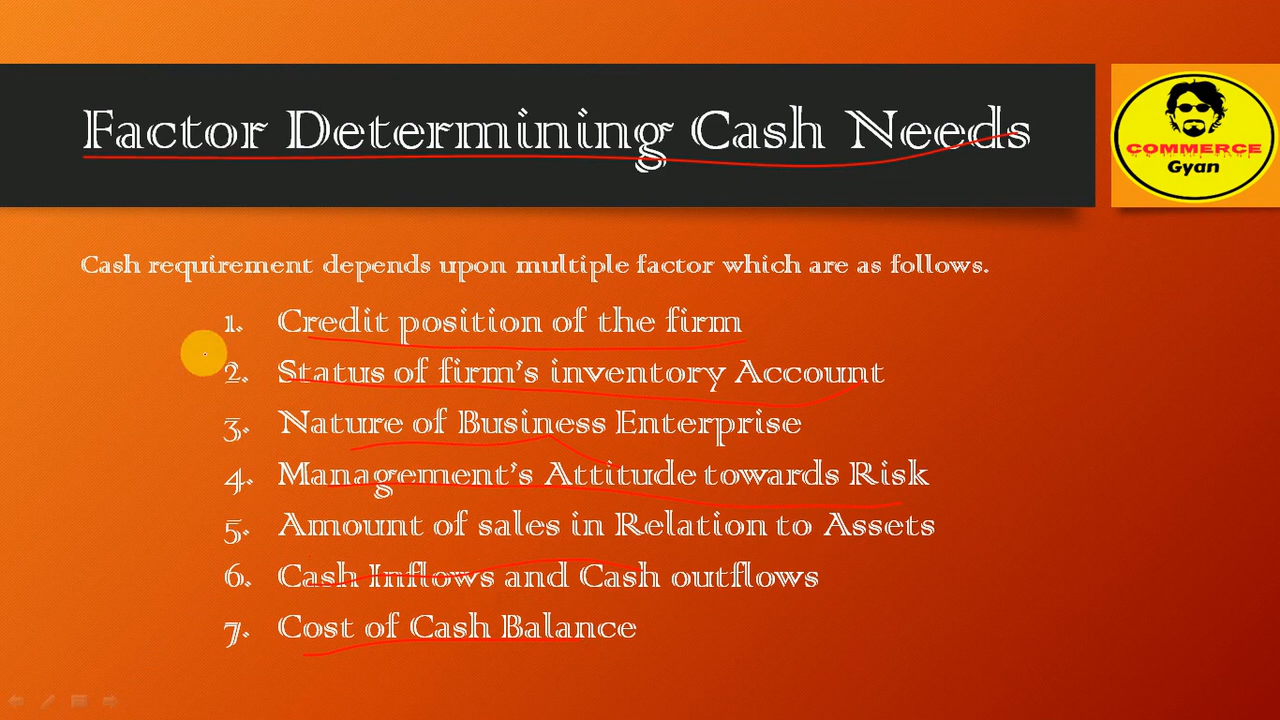 Factor Determining Cash Needs
COMMERCE
Gyan
Cash requirement depends upon multiple factor which are as follows.
1. Credit position of the firm
2. Status of firm's inventory Account
3. Nature of Business Enterprise
4. Management's Attitude towards Risk
5. Amount of sales in Relation to Assets
6. Cash Inflows and Cash outflows
7. Cost of Cash Balance